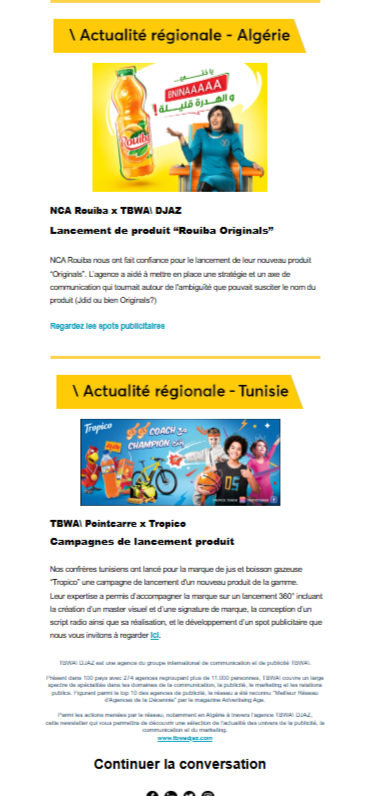 \ Actualité régionale - Algérie
يا ختي...
BNINAAAAA
و الهدرة قليلة!
Rouiba
NCA Rouiba x TBWA\ DJAZ
Lancement de produit “Rouiba Originals”
NCA Rouiba nous ont fait confiance pour le lancement de leur nouveau produit
“Originals”. L’agence a aidé à mettre en place une stratégie et un axe de
communication qui tournait autour de l’ambiguïté que pouvait susciter le nom du
produit (Jdid ou bien Originals?)
Regardez les spots publicitaires
\ Actualité régionale - Tunisie
Tropico
COACH
CHAMPION
05
TBWA\ Pointcarre x Tropico
Campagnes de lancement produit
Nos confrères tunisiens ont lancé pour la marque de jus et boisson gazeuse
“Tropico” une campagne de lancement d’un nouveau produit de la gamme.
Leur expertise a permis d’accompagner la marque sur un lancement 360° incluant
la création d’un master visuel et d’une signature de marque, la conception d’un
script radio ainsi que sa réalisation, et le développement d’un spot publicitaire que
nous vous invitons à regarder ici.
TBWA\ DJAZ est une agence du groupe international de communication et de publicité TBWA\.
Présent dans 100 pays avec 274 agences regroupant plus de 11.000 personnes, TBWA\ couvre un large
spectre de spécialités dans les domaines de la communication, la publicité, le marketing et les relations
publics. Figurant parmi le top 10 des agences de publicité, le réseau a été reconnu “Meilleur Réseau
d’Agences de la Décennie” par le magazine Advertising Age.
Parmi les actions menées par le réseau, notamment en Algérie à travers l’agence TBWA\ DJAZ,
cette newsletter qui vous permettra de découvrir une sélection de l’actualité des univers de la publicité, la
communication et du marketing.
www.tbwadjaz.com
Continuer la conversation